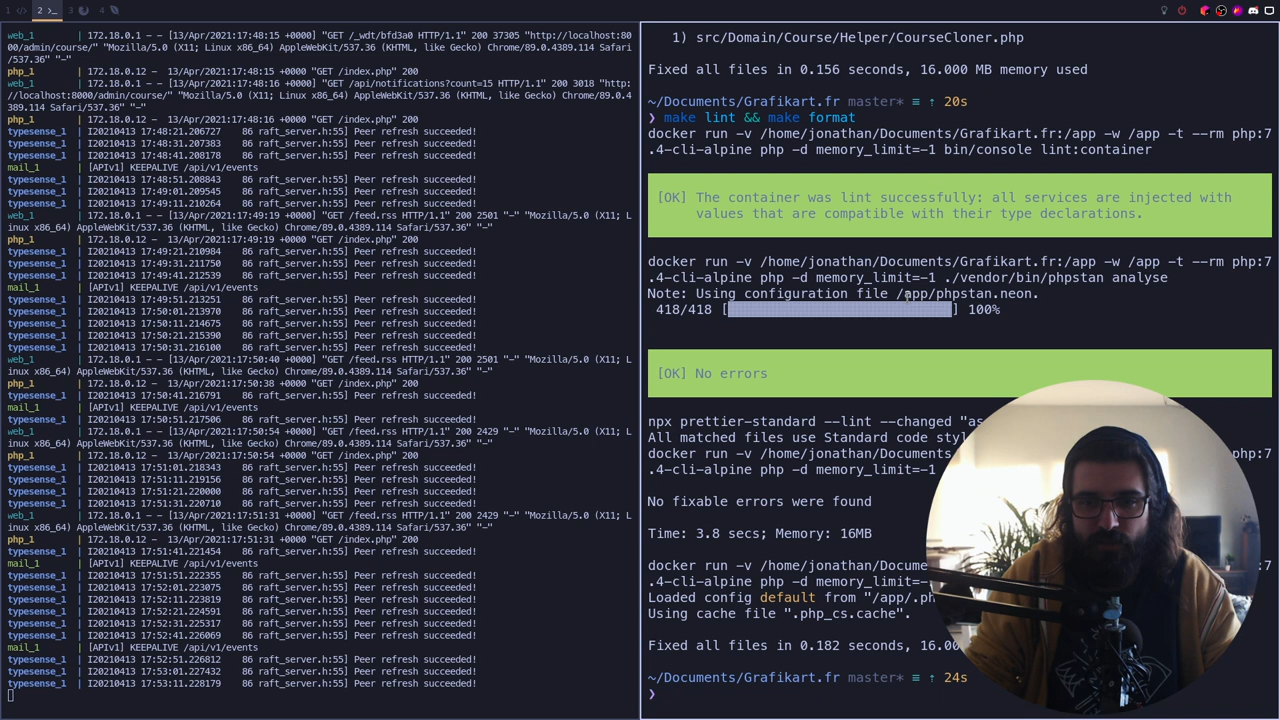 1 </> 2 >_ 3 4
web_1 | 172.18.0.1 - - [13/Apr/2021:17:48:15 +0000] "GET /_wdt/bfd3a0 HTTP/1.1" 200 37305 "http://localhost:80
00/admin/course/" "Mozilla/5.0 (X11; Linux x86_64) AppleWebKit/537.36 (KHTML, like Gecko) Chrome/89.0.4389.114 Safari
/537.36" "-"
php_1 | 172.18.0.12 - 13/Apr/2021:17:48:15 +0000 "GET /index.php" 200
web_1 | 172.18.0.1 - - [13/Apr/2021:17:48:16 +0000] "GET /api/notifications?count=15 HTTP/1.1" 200 3018 "http:
//localhost:8000/admin/course/" "Mozilla/5.0 (X11; Linux x86_64) AppleWebKit/537.36 (KHTML, like Gecko) Chrome/89.0.4
389.114 Safari/537.36" "-"
php_1 | 172.18.0.12 - 13/Apr/2021:17:48:16 +0000 "GET /index.php" 200
typesense_1 | I20210413 17:48:21.206727 86 raft_server.h:55] Peer refresh succeeded!
typesense_1 | I20210413 17:48:31.207383 86 raft_server.h:55] Peer refresh succeeded!
typesense_1 | I20210413 17:48:41.208178 86 raft_server.h:55] Peer refresh succeeded!
mail_1 | [APIv1] KEEPALIVE /api/v1/events
typesense_1 | I20210413 17:48:51.208843 86 raft_server.h:55] Peer refresh succeeded!
typesense_1 | I20210413 17:49:01.209545 86 raft_server.h:55] Peer refresh succeeded!
typesense_1 | I20210413 17:49:11.210264 86 raft_server.h:55] Peer refresh succeeded!
web_1 | 172.18.0.1 - - [13/Apr/2021:17:49:19 +0000] "GET /feed.rss HTTP/1.1" 200 2501 "-" "Mozilla/5.0 (X11; L
inux x86_64) AppleWebKit/537.36 (KHTML, like Gecko) Chrome/89.0.4389.114 Safari/537.36" "-"
php_1 | 172.18.0.12 - 13/Apr/2021:17:49:19 +0000 "GET /index.php" 200
typesense_1 | I20210413 17:49:21.210984 86 raft_server.h:55] Peer refresh succeeded!
typesense_1 | I20210413 17:49:31.211750 86 raft_server.h:55] Peer refresh succeeded!
typesense_1 | I20210413 17:49:41.212539 86 raft_server.h:55] Peer refresh succeeded!
mail_1 | [APIv1] KEEPALIVE /api/v1/events
typesense_1 | I20210413 17:49:51.213251 86 raft_server.h:55] Peer refresh succeeded!
typesense_1 | I20210413 17:50:01.213970 86 raft_server.h:55] Peer refresh succeeded!
typesense_1 | I20210413 17:50:11.214675 86 raft_server.h:55] Peer refresh succeeded!
typesense_1 | I20210413 17:50:21.215390 86 raft_server.h:55] Peer refresh succeeded!
typesense_1 | I20210413 17:50:31.216100 86 raft_server.h:55] Peer refresh succeeded!
web_1 | 172.18.0.1 - - [13/Apr/2021:17:50:40 +0000] "GET /feed.rss HTTP/1.1" 200 2501 "-" "Mozilla/5.0 (X11; L
inux x86_64) AppleWebKit/537.36 (KHTML, like Gecko) Chrome/89.0.4389.114 Safari/537.36" "-"
php_1 | 172.18.0.12 - 13/Apr/2021:17:50:38 +0000 "GET /index.php" 200
typesense_1 | I20210413 17:50:41.216791 86 raft_server.h:55] Peer refresh succeeded!
mail_1 | [APIv1] KEEPALIVE /api/v1/events
typesense_1 | I20210413 17:50:51.217506 86 raft_server.h:55] Peer refresh succeeded!
web_1 | 172.18.0.1 - - [13/Apr/2021:17:50:54 +0000] "GET /feed.rss HTTP/1.1" 200 2429 "-" "Mozilla/5.0 (X11; L
inux x86_64) AppleWebKit/537.36 (KHTML, like Gecko) Chrome/89.0.4389.114 Safari/537.36" "-"
php_1 | 172.18.0.12 - 13/Apr/2021:17:50:54 +0000 "GET /index.php" 200
typesense_1 | I20210413 17:51:01.218343 86 raft_server.h:55] Peer refresh succeeded!
typesense_1 | I20210413 17:51:11.219156 86 raft_server.h:55] Peer refresh succeeded!
typesense_1 | I20210413 17:51:21.220000 86 raft_server.h:55] Peer refresh succeeded!
typesense_1 | I20210413 17:51:31.220710 86 raft_server.h:55] Peer refresh succeeded!
web_1 | 172.18.0.1 - - [13/Apr/2021:17:51:31 +0000] "GET /feed.rss HTTP/1.1" 200 2429 "-" "Mozilla/5.0 (X11; L
inux x86_64) AppleWebKit/537.36 (KHTML, like Gecko) Chrome/89.0.4389.114 Safari/537.36" "-"
php_1 | 172.18.0.12 - 13/Apr/2021:17:51:31 +0000 "GET /index.php" 200
typesense_1 | I20210413 17:51:41.221454 86 raft_server.h:55] Peer refresh succeeded!
mail_1 | [APIv1] KEEPALIVE /api/v1/events
typesense_1 | I20210413 17:51:51.222355 86 raft_server.h:55] Peer refresh succeeded!
typesense_1 | I20210413 17:52:01.223075 86 raft_server.h:55] Peer refresh succeeded!
typesense_1 | I20210413 17:52:11.223819 86 raft_server.h:55] Peer refresh succeeded!
typesense_1 | I20210413 17:52:21.224591 86 raft_server.h:55] Peer refresh succeeded!
typesense_1 | I20210413 17:52:31.225317 86 raft_server.h:55] Peer refresh succeeded!
typesense_1 | I20210413 17:52:41.226069 86 raft_server.h:55] Peer refresh succeeded!
mail_1 | [APIv1] KEEPALIVE /api/v1/events
typesense_1 | I20210413 17:52:51.226812 86 raft_server.h:55] Peer refresh succeeded!
typesense_1 | I20210413 17:53:01.227432 86 raft_server.h:55] Peer refresh succeeded!
typesense_1 | I20210413 17:53:11.228179 86 raft_server.h:55] Peer refresh succeeded!
1) src/Domain/Course/Helper/CourseCloner.php
Fixed all files in 0.156 seconds, 16.000 MB memory used
~/Documents/Grafikart.fr master* ≡ ⇡ 20s
❯ make lint && make format
docker run -v /home/jonathan/Documents/Grafikart.fr:/app -w /app -t --rm php:7
.4-cli-alpine php -d memory_limit=-1 bin/console lint:container
[OK] The container was lint successfully: all services are injected with
values that are compatible with their type declarations.
docker run -v /home/jonathan/Documents/Grafikart.fr:/app -w /app -t --rm php:7
.4-cli-alpine php -d memory_limit=-1 ./vendor/bin/phpstan analyse
Note: Using configuration file /app/phpstan.neon.
418/418 [▓▓▓▓▓▓▓▓▓▓▓▓▓▓▓▓▓▓▓▓▓▓▓▓▓▓▓▓] 100%
[OK] No errors
npx prettier-standard --lint --changed "as
All matched files use Standard code styl
docker run -v /home/jonathan/Documents :7
.4-cli-alpine php -d memory_limit=-1
No fixable errors were found
Time: 3.8 secs; Memory: 16MB
docker run -v /home/jonathan/Docume :7
.4-cli-alpine php -d memory_limit=-
Loaded config default from "/app/.ph
Using cache file ".php_cs.cache".
Fixed all files in 0.182 seconds, 16.00
~/Documents/Grafikart.fr master* ≡ ⇡ 24s
❯